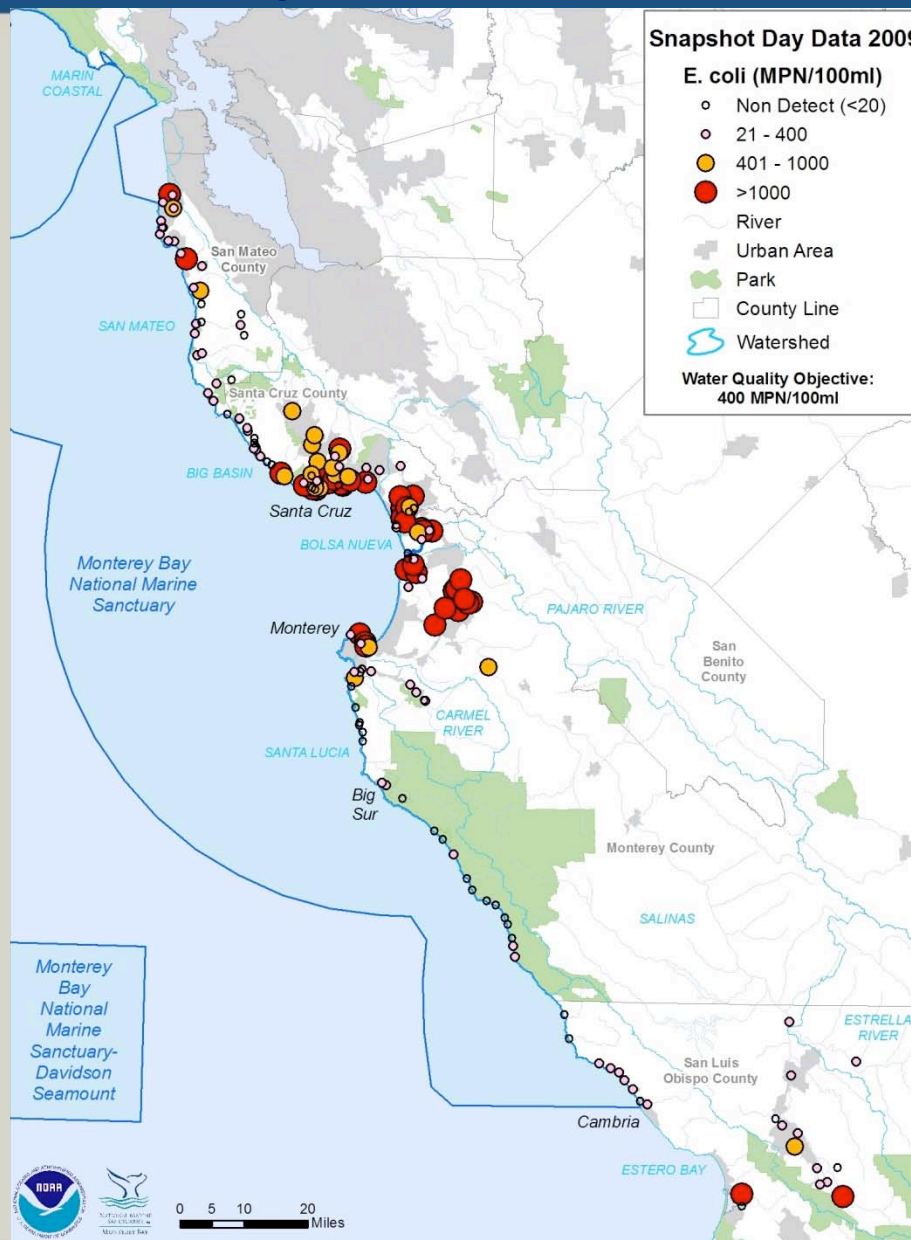 Snapshot Day Data 2009
E. coli (MPN/100ml)
Non Detect (<20)
21 - 400
401 - 1000
>1000
River
Urban Area
Park
County Line
Watershed
Water Quality Objective:
400 MPN/100ml
MARIN
COASTAL
San Mateo
County
SAN MATEO
Santa Cruz County
BIG BASIN
Santa Cruz
BOLSA NUEVA
Monterey Bay
National Marine
Sanctuary
PAJARO RIVER
Monterey
San
Benito
County
CARMEL
RIVER
SANTA LUCIA
Big
Sur
Monterey County
SALINAS
Monterey
Bay
National
Marine
Sanctuary-
Davidson
Seamount
ESTRELLA
RIVER
San Luis
Obispo County
Cambria
ESTERO BAY
NOAA
0 5 10 20
Miles